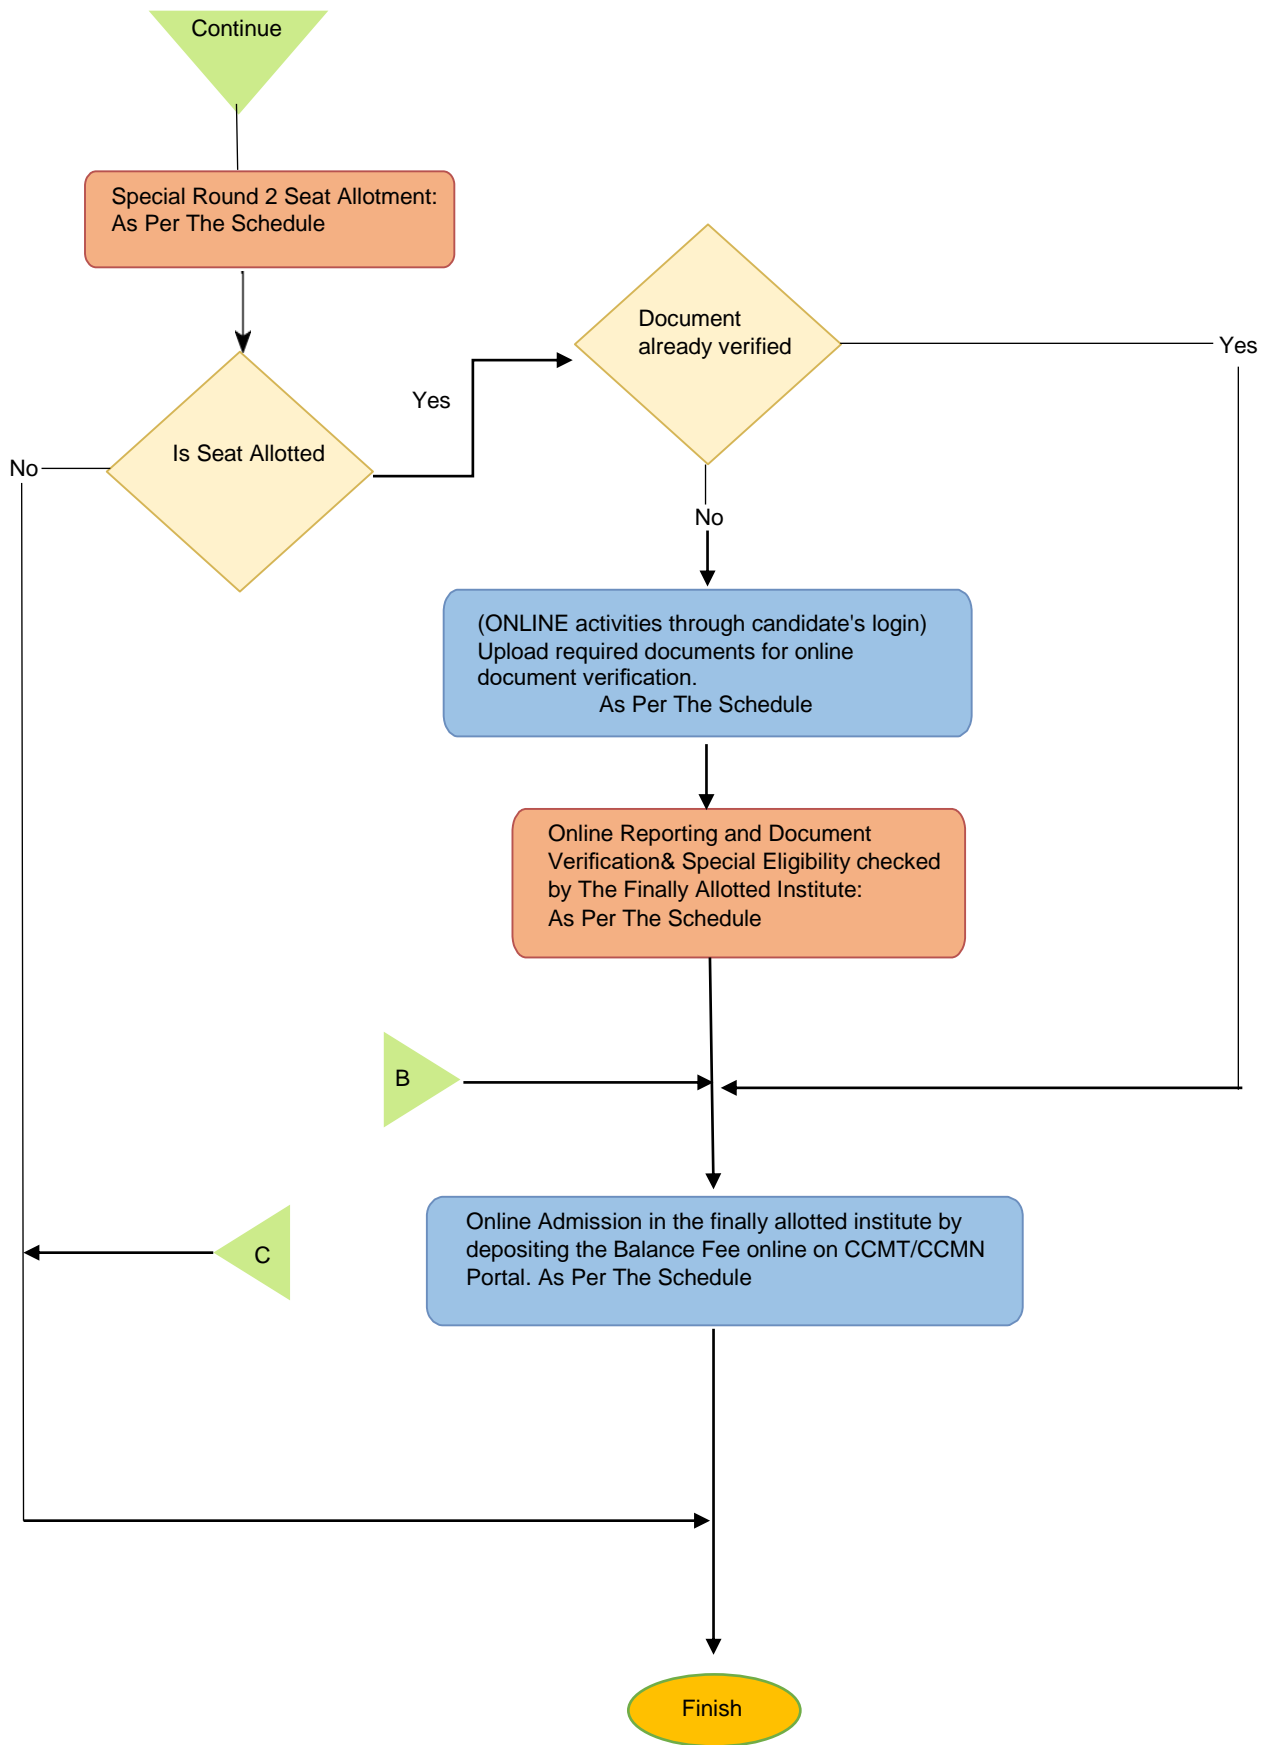 Continue
Special Round 2 Seat Allotment:
As Per The Schedule
Document
already verified
Yes
Yes
Is Seat Allotted
No
No
(ONLINE activities through candidate's login)
Upload required documents for online
document verification.
As Per The Schedule
Online Reporting and Document
Verification& Special Eligibility checked
by The Finally Allotted Institute:
As Per The Schedule
B
Online Admission in the finally allotted institute by
depositing the Balance Fee online on CCMT/CCMN
Portal. As Per The Schedule
C
Finish